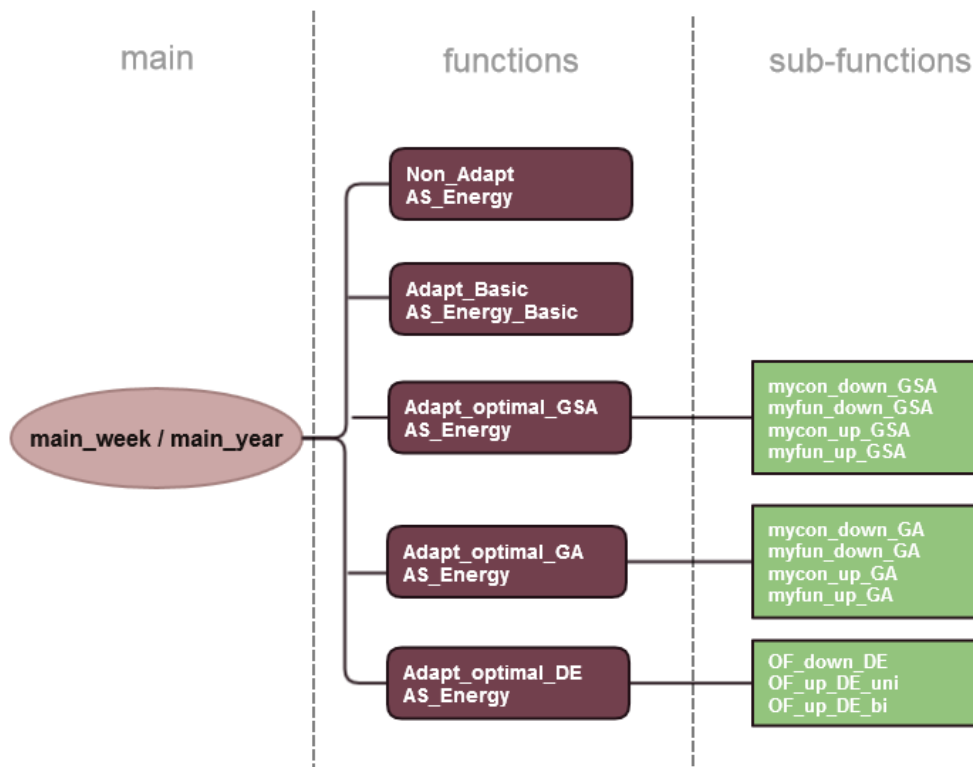 main
functions
sub-functions
Non_Adapt
AS_Energy
Adapt_Basic
AS_Energy_Basic
Adapt_optimal_GSA
AS_Energy
mycon_down_GSA
myfun_down_GSA
mycon_up_GSA
myfun_up_GSA
main_week / main_year
Adapt_optimal_GA
AS_Energy
mycon_down_GA
myfun_down_GA
mycon_up_GA
myfun_up_GA
Adapt_optimal_DE
AS_Energy
OF_down_DE
OF_up_DE_uni
OF_up_DE_bi